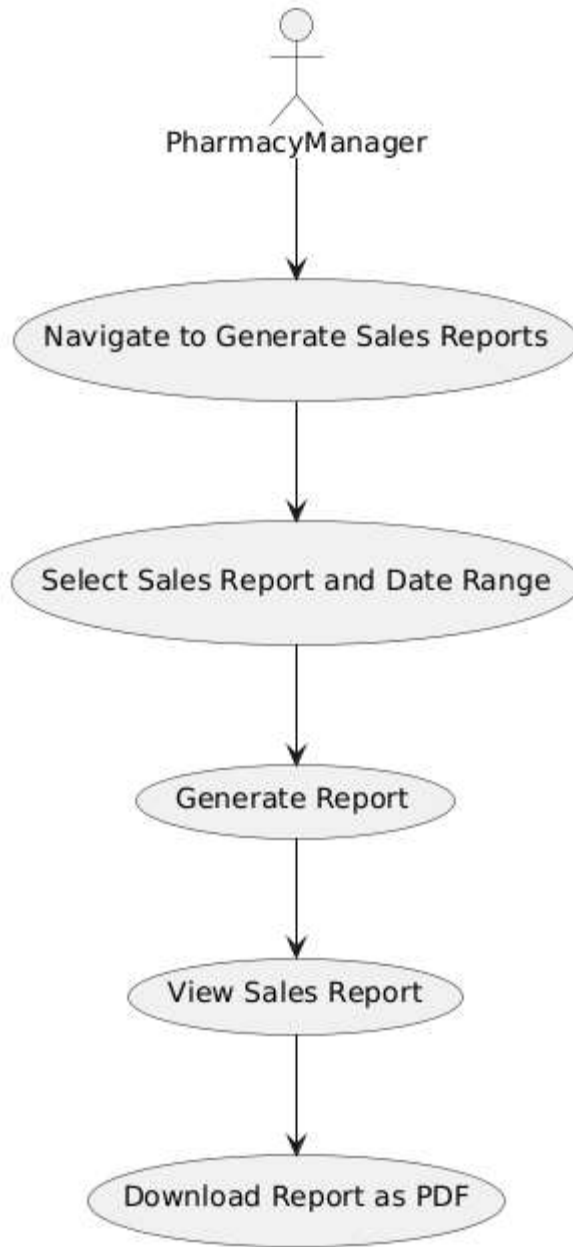 PharmacyManager
Navigate to Generate Sales Reports
Select Sales Report and Date Range
Generate Report
View Sales Report
Download Report as PDF